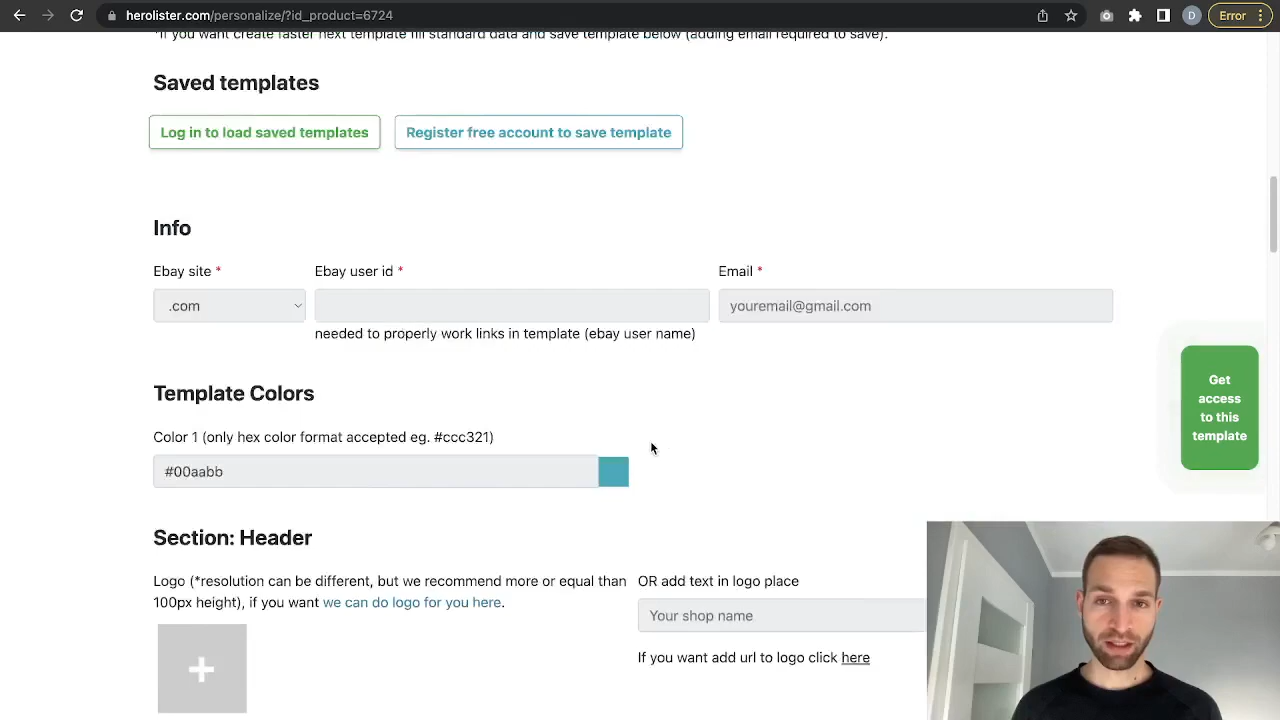 herolister.com/personalize/?id_product=6724
D
Error
*if you want create faster next template fill standard data and save template below (adding email required to save).
Saved templates
Log in to load saved templates
Register free account to save template
Info
Ebay site *
Ebay user id *
Email *
.com
youremail@gmail.com
needed to properly work links in template (ebay user name)
Template Colors
Get
access
to this
template
Color 1 (only hex color format accepted eg. #ccc321)
#00aabb
Section: Header
Logo (*resolution can be different, but we recommend more or equal than
100px height), if you want we can do logo for you here.
OR add text in logo place
Your shop name
If you want add url to logo click here